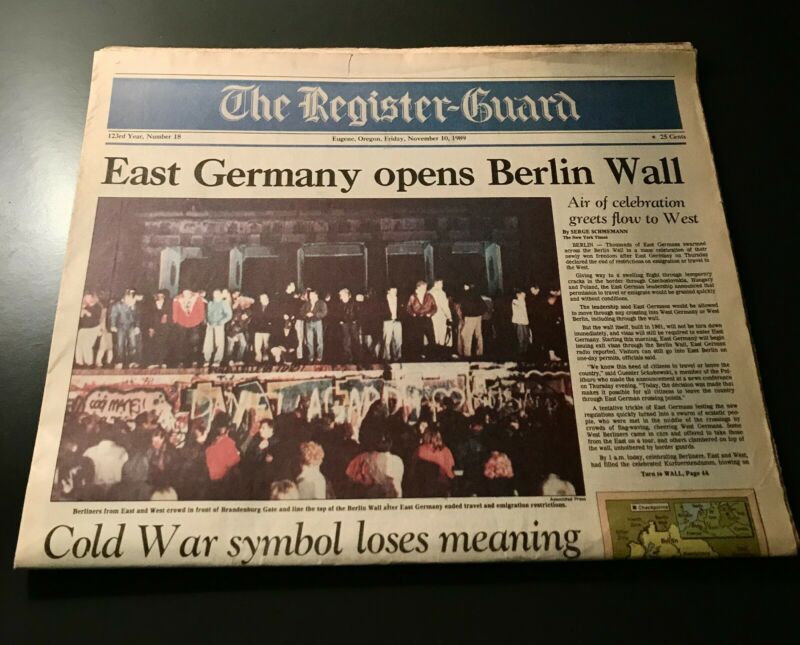 The Register-Guard
123rd Year, Number 18
Eugene, Oregon, Friday, November 10, 1989
25 Cents
East Germany opens Berlin Wall
Air of celebration
greets flow to West
By SERGE SCHMEMANN
The New York Times
BERLIN — Thousands of East Germans swarmed
across the Berlin Wall in a mass celebration of their
newly won freedom after East Germany on Thursday
declared the end of restrictions on emigration or travel to
the West.
Giving way to a swelling flight through temporary
cracks in the border through Czechoslovakia, Hungary
and Poland, the East German leadership announced that
permission to travel or emigrate would be granted quickly
and without conditions.
The leadership said East Germans would be allowed
to move through any crossing into West Germany or West
Berlin, including through the wall.
But the wall itself, built in 1961, will not be torn down
immediately, and visas will still be required to enter East
Germany. Starting this morning, East Germany will begin
issuing exit visas through the Berlin Wall, East German
radio reported. Visitors can still go into East Berlin on
one-day permits, officials said.
"We know this need of citizens to travel or leave the
country," said Guenter Schabowski, a member of the Pol-
itburo who made the announcement at a news conference
on Thursday evening. "Today, the decision was made that
makes it possible for all citizens to leave the country
through East German crossing points."
A tentative trickle of East Germans testing the new
regulations quickly turned into a swarm of ecstatic peo-
ple, who were met in the middle of the crossings by
crowds of flag-waving, cheering West Germans. Some
West Berliners came in cars and offered to take those
from the East on a tour, and others clambered on top of
the wall, unbothered by border guards.
By 1 a.m. today, celebrating Berliners, East and West,
had filled the celebrated Kurfuerstendamm, blowing on
Turn to WALL, Page 4A
Associated Press
Berliners from East and West crowd in front of Brandenburg Gate and line the top of the Berlin Wall after East Germany ended travel and emigration restrictions.
Cold War symbol loses meaning
Checkpoints
Berlin